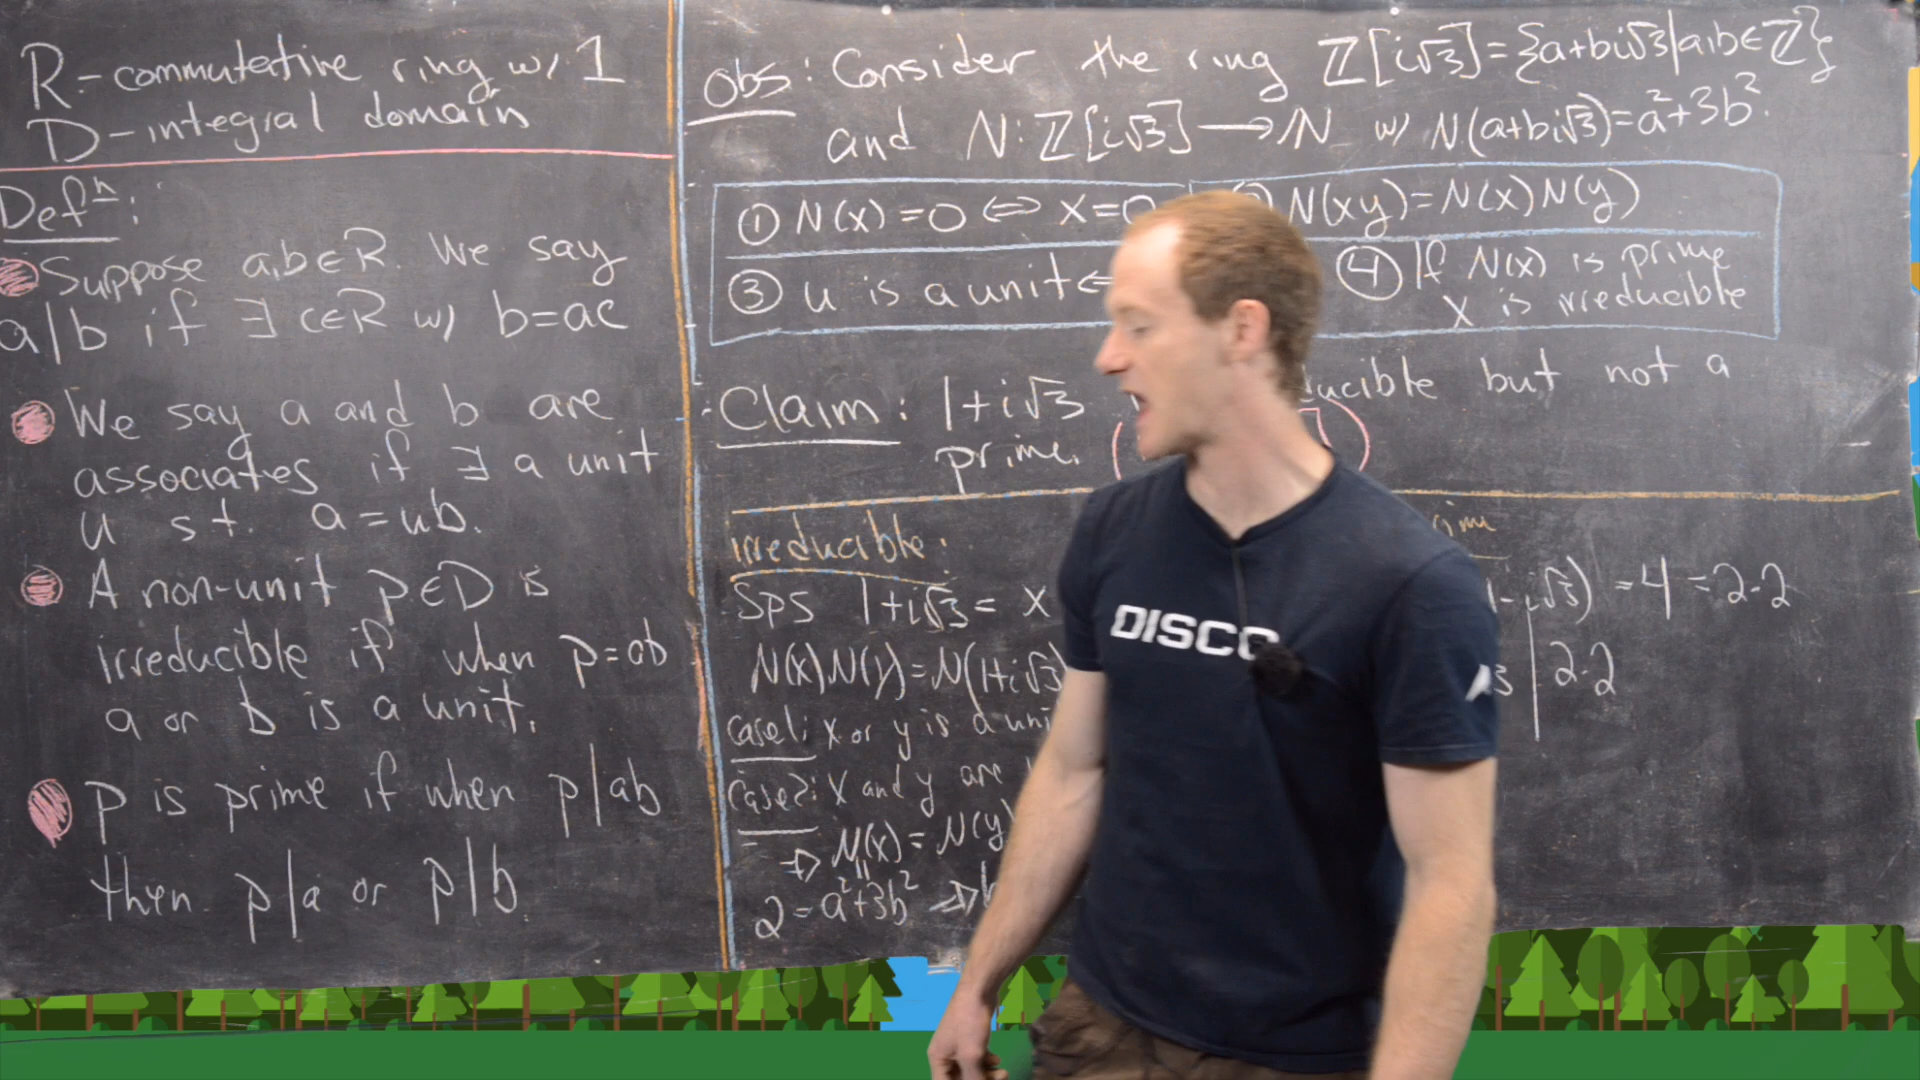 R - commutative ring w/ 1
D - integral domain
Defⁿ:
Suppose a,b∈R. We say
a|b if ∃ c∈R w/ b=ac
We say a and b are
associates if ∃ a unit
u st. a=ub.
A non-unit p∈D is
irreducible if when p=ab
a or b is a unit.
p is prime if when p|ab
then p|a or p|b.
Obs: Consider the ring ℤ[i√3]={a+bi√3|a,b∈ℤ}
and N:ℤ[i√3]→ℕ w/ N(a+bi√3)=a²+3b².
① N(x)=0 ⇔ x=0
N(xy)=N(x)N(y)
③ u is a unit ⇔
④ If N(x) is prime
x is irreducible
Claim: 1+i√3 but not a
prime.
irreducible:
Sps 1+i√3 = x
N(x)N(y)=N(1+i√3)
case1: x or y is a
case2: x and y are
⇒ N(x)=N(y)
2=a²+3b² ⇒
-i√3) =4=2·2
| 2·2
DISCO